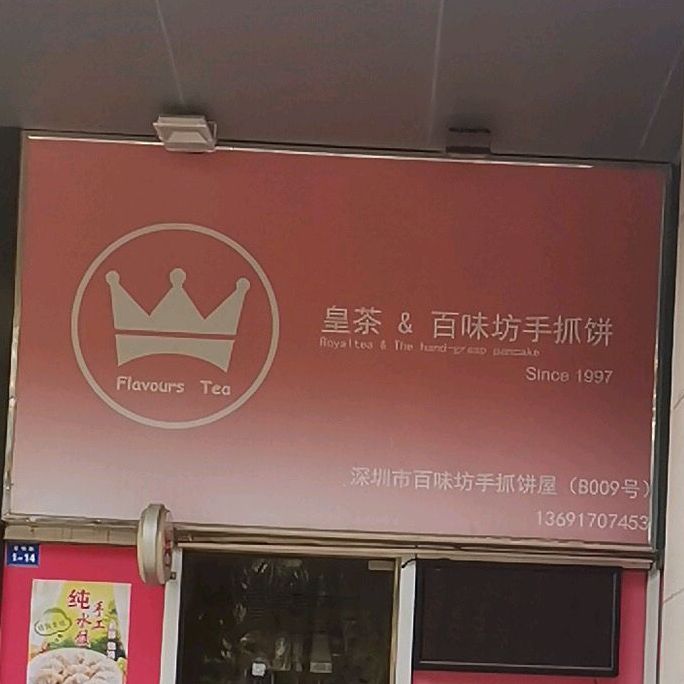 皇茶 & 百味坊手抓饼
Royaltea & The hand-grasp pancake
Since 1997
Flavours Tea
深圳市百味坊手抓饼屋（B009号）
13691707453
1-14
纯
手工
水饺